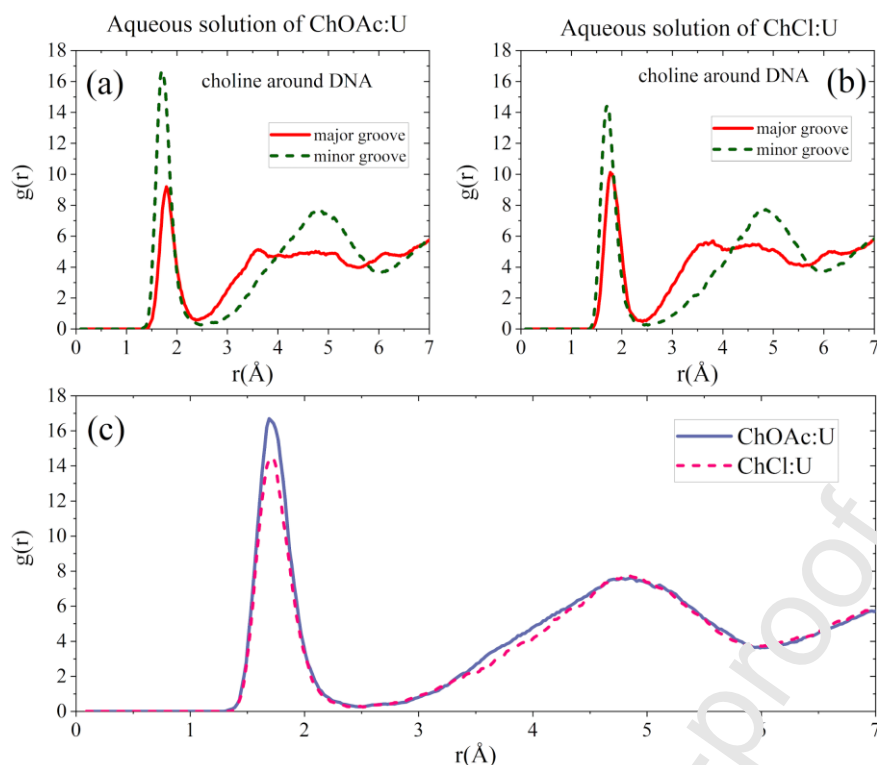 Aqueous solution of ChOAc:U
Aqueous solution of ChCl:U
18
16
14
12
10
8
6
4
2
0
g(r)
(a)
choline around DNA
major groove
minor groove
0 1 2 3 4 5 6 7
r(Å)
18
16
14
12
10
8
6
4
2
0
g(r)
(b)
choline around DNA
major groove
minor groove
0 1 2 3 4 5 6 7
r(Å)
18
16
14
12
10
8
6
4
2
0
g(r)
(c)
ChOAc:U
ChCl:U
0 1 2 3 4 5 6 7
r(Å)
proof